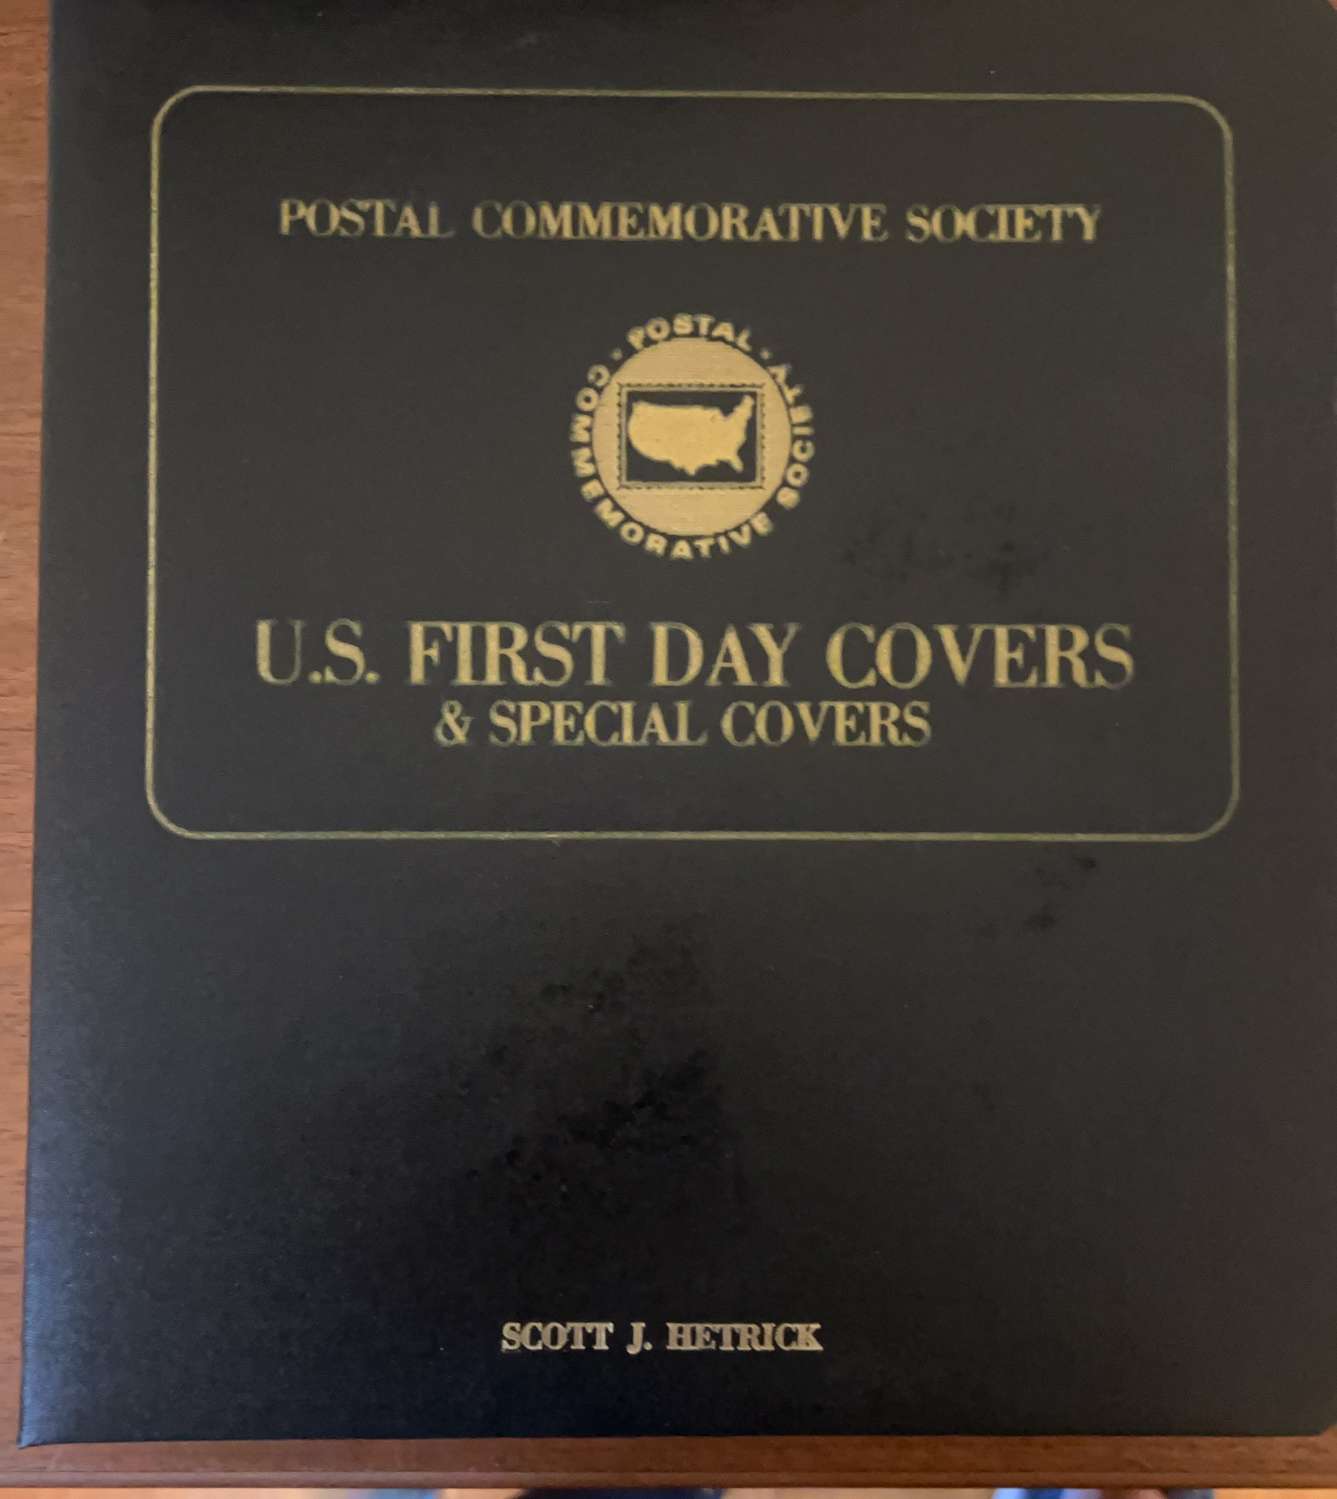 POSTAL COMMEMORATIVE SOCIETY
· POSTAL · COMMEMORATIVE SOCIETY
U.S. FIRST DAY COVERS
& SPECIAL COVERS
SCOTT J. HETRICK